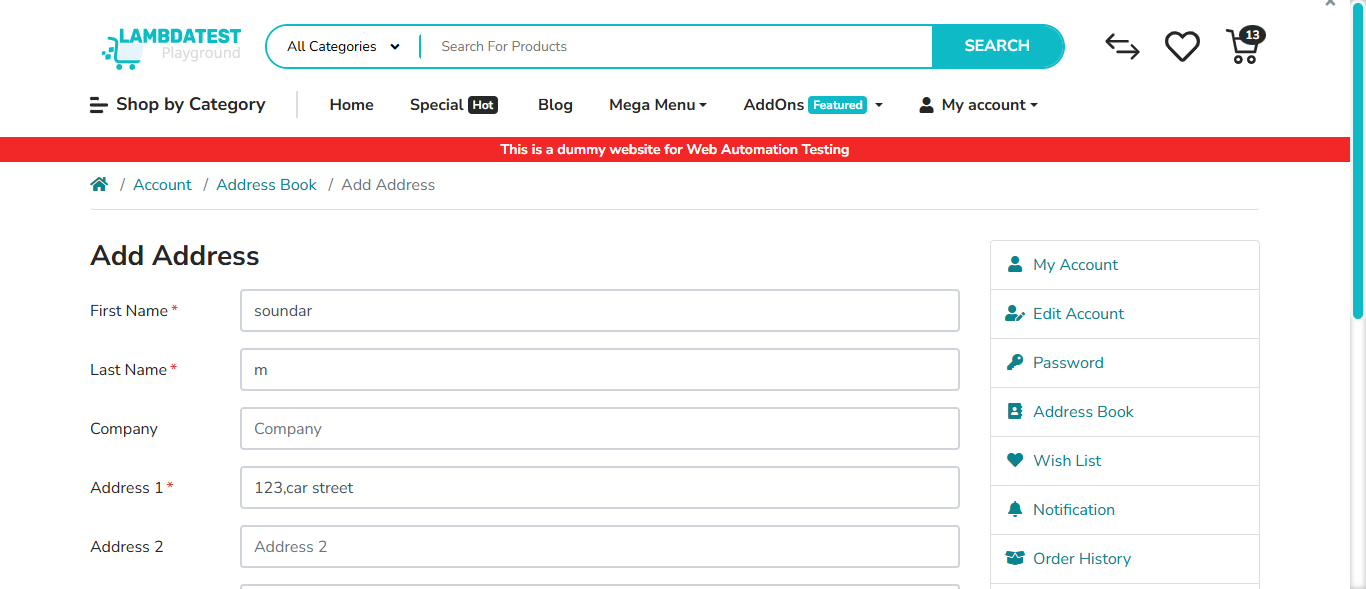 LAMBDATEST
Playground
All Categories
Search For Products
SEARCH
13
Shop by Category
Home
Special Hot
Blog
Mega Menu
AddOns Featured
My account
This is a dummy website for Web Automation Testing
/ Account / Address Book / Add Address
Add Address
First Name *
soundar
Last Name *
m
Company
Company
Address 1 *
123,car street
Address 2
Address 2
My Account
Edit Account
Password
Address Book
Wish List
Notification
Order History